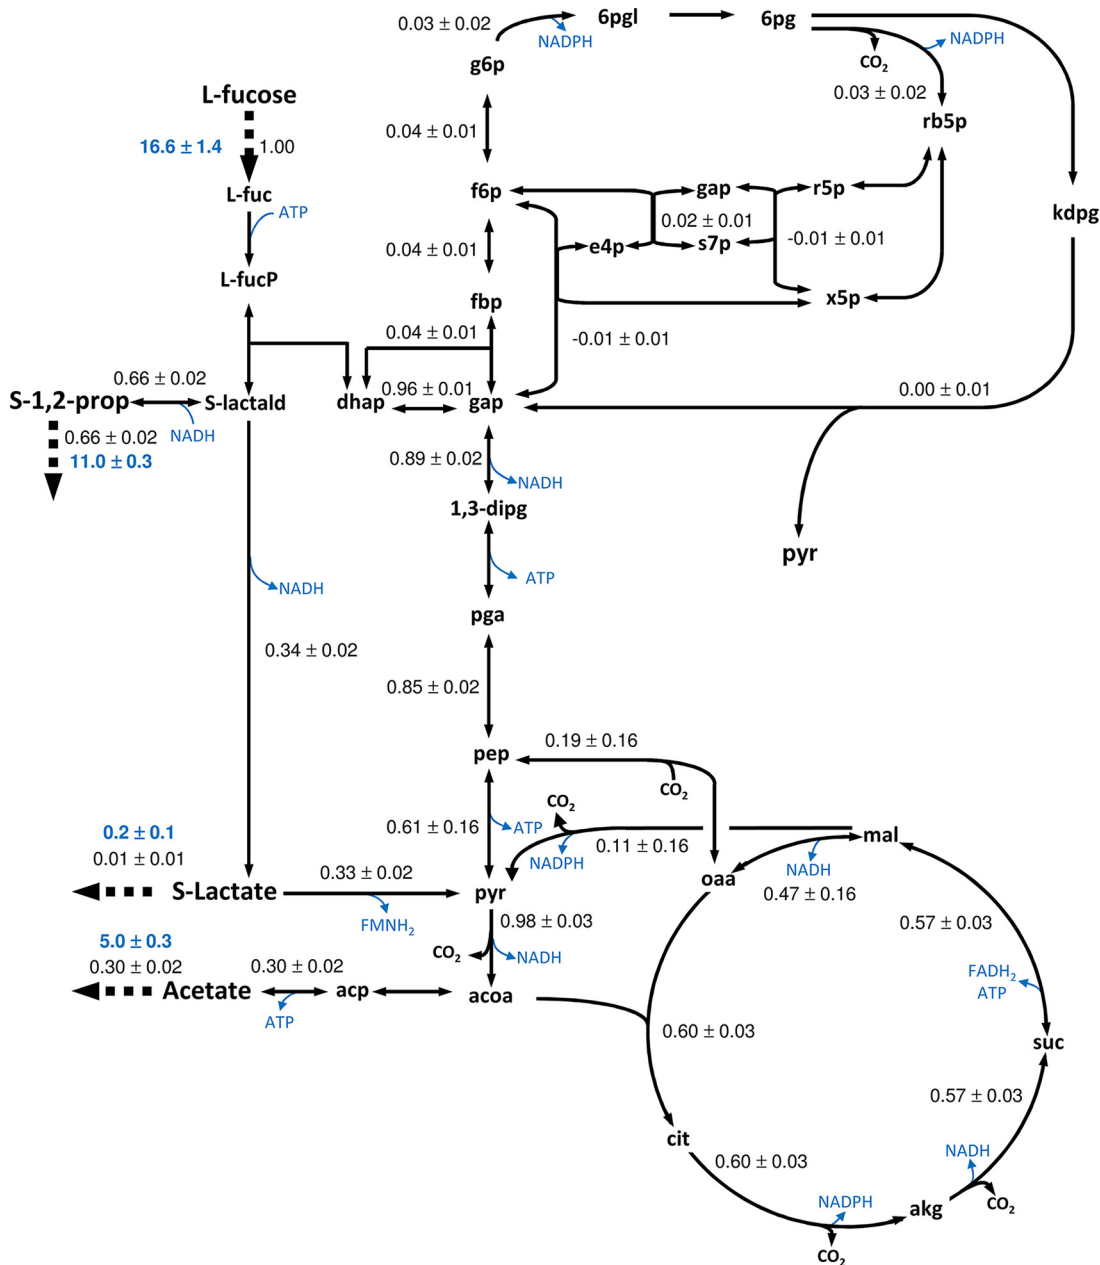 0.03 ± 0.02
6pgl
6pg
NADPH
NADPH
CO2
g6p
0.03 ± 0.02
L-fucose
rb5p
0.04 ± 0.01
16.6 ± 1.4
1.00
L-fuc
f6p
gap
r5p
kdpg
ATP
0.02 ± 0.01
e4p
s7p
-0.01 ± 0.01
0.04 ± 0.01
L-fucP
fbp
x5p
0.04 ± 0.01
-0.01 ± 0.01
0.66 ± 0.02
0.96 ± 0.01
0.00 ± 0.01
S-1,2-prop
S-lactald
dhap
gap
0.66 ± 0.02
NADH
11.0 ± 0.3
0.89 ± 0.02
NADH
1,3-dipg
pyr
ATP
NADH
pga
0.34 ± 0.02
0.85 ± 0.02
pep
0.19 ± 0.16
CO2
CO2
0.2 ± 0.1
0.61 ± 0.16
ATP
mal
0.01 ± 0.01
NADPH
0.11 ± 0.16
NADH
0.33 ± 0.02
oaa
S-Lactate
pyr
0.47 ± 0.16
FMNH2
0.98 ± 0.03
0.57 ± 0.03
5.0 ± 0.3
CO2
NADH
0.30 ± 0.02
0.30 ± 0.02
FADH2
ATP
Acetate
acp
acoa
ATP
0.60 ± 0.03
suc
0.57 ± 0.03
cit
0.60 ± 0.03
NADH
NADPH
akg
CO2
CO2